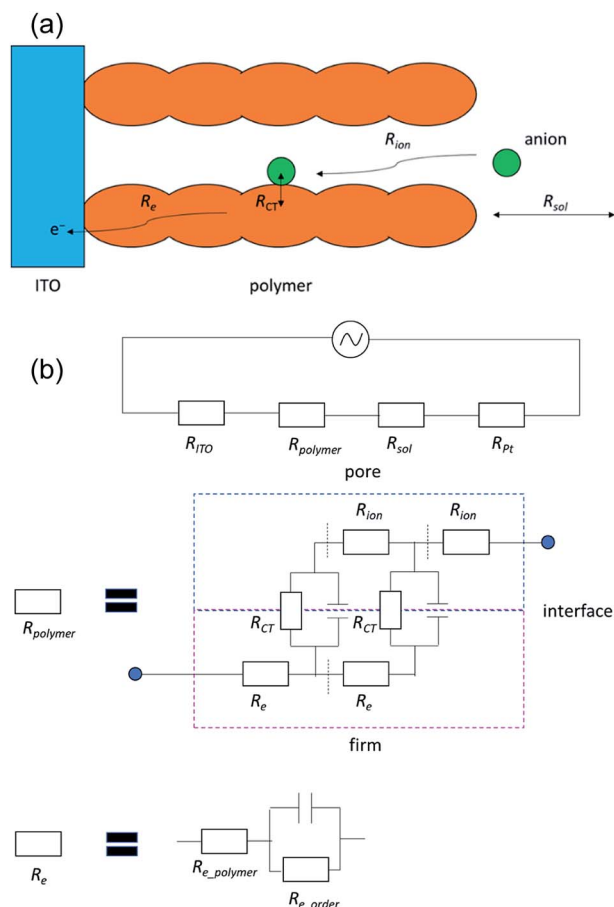 (a)
R_ion
anion
R_e
R_CT
R_sol
e⁻
ITO
polymer
(b)
R_ITO
R_polymer
R_sol
R_Pt
pore
R_ion
R_ion
R_polymer
R_CT
R_CT
interface
R_e
R_e
firm
R_e
R_e_polymer
R_e_order